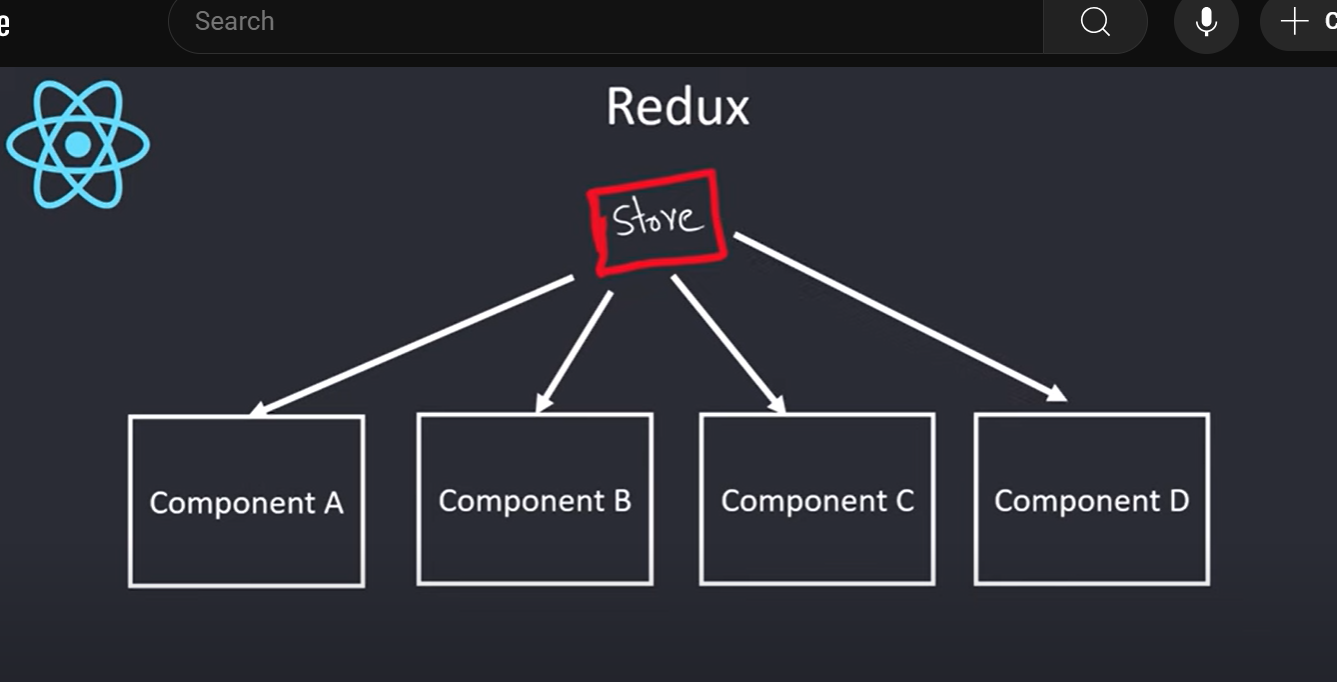 e
Search
C
Redux
Store
Component A
Component B
Component C
Component D